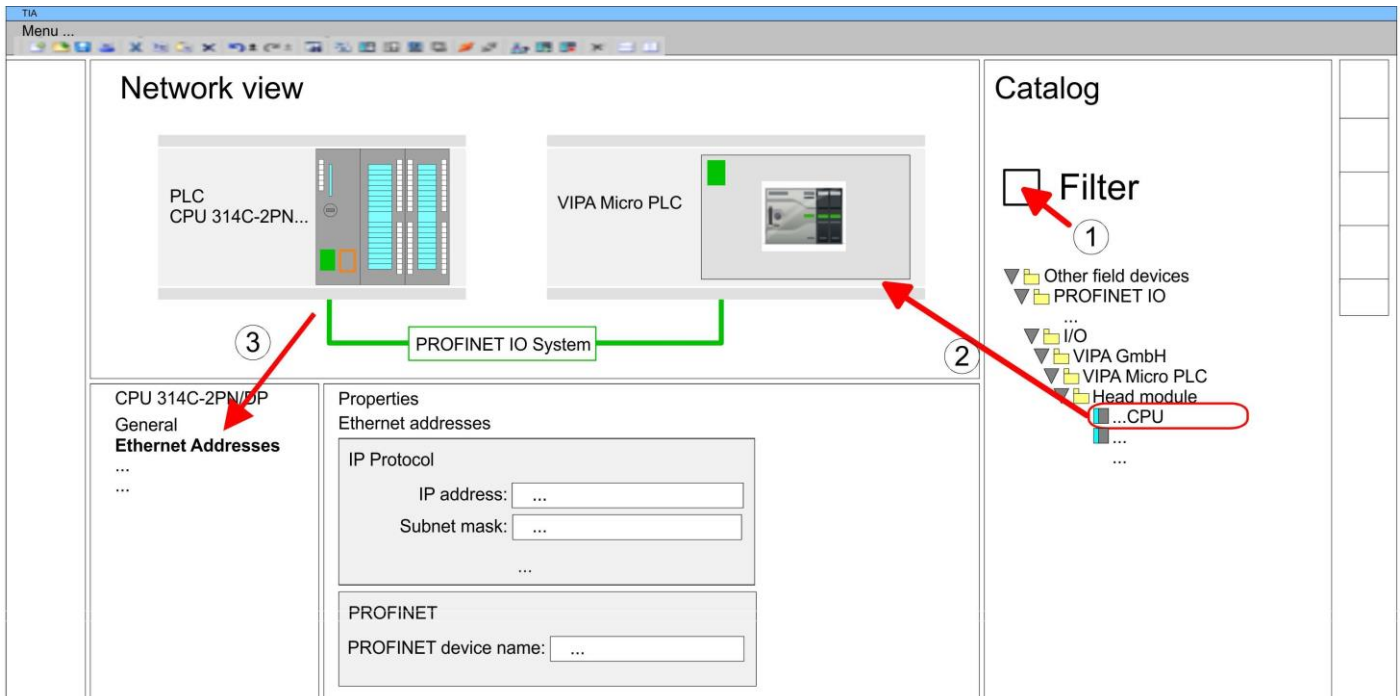 TIA
Menu ...
Network view
PLC
CPU 314C-2PN...
VIPA Micro PLC
PROFINET IO System
3
2
Catalog
Filter
1
Other field devices
PROFINET IO
...
I/O
VIPA GmbH
VIPA Micro PLC
Head module
...CPU
...
...
CPU 314C-2PN/DP
General
Ethernet Addresses
...
...
Properties
Ethernet addresses
IP Protocol
IP address: ...
Subnet mask: ...
...
PROFINET
PROFINET device name: ...